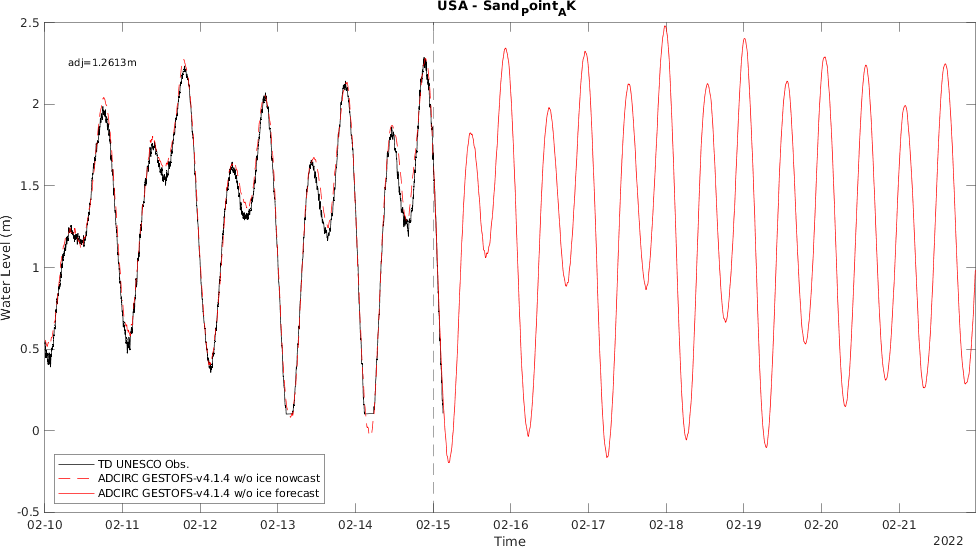 USA - Sand_Point_AK
adj=1.2613m
2.5
2
1.5
1
0.5
0
-0.5
Water Level (m)
TD UNESCO Obs.
ADCIRC GESTOFS-v4.1.4 w/o ice nowcast
ADCIRC GESTOFS-v4.1.4 w/o ice forecast
02-10 02-11 02-12 02-13 02-14 02-15 02-16 02-17 02-18 02-19 02-20 02-21
Time
2022